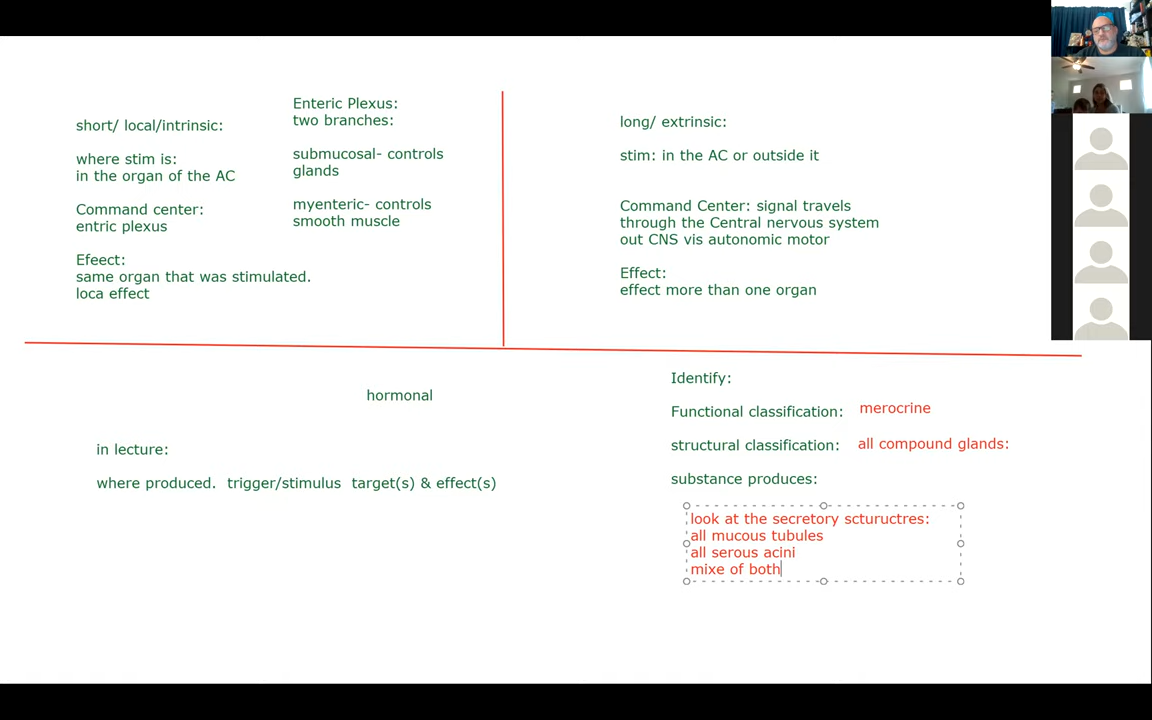 short/ local/intrinsic:
where stim is:
in the organ of the AC
Command center:
entric plexus
Efeect:
same organ that was stimulated.
loca effect
Enteric Plexus:
two branches:
submucosal- controls
glands
myenteric- controls
smooth muscle
long/ extrinsic:
stim: in the AC or outside it
Command Center: signal travels
through the Central nervous system
out CNS vis autonomic motor
Effect:
effect more than one organ
hormonal
in lecture:
where produced. trigger/stimulus target(s) & effect(s)
Identify:
Functional classification: merocrine
structural classification: all compound glands:
substance produces:
look at the secretory sctuructres:
all mucous tubules
all serous acini
mixe of both